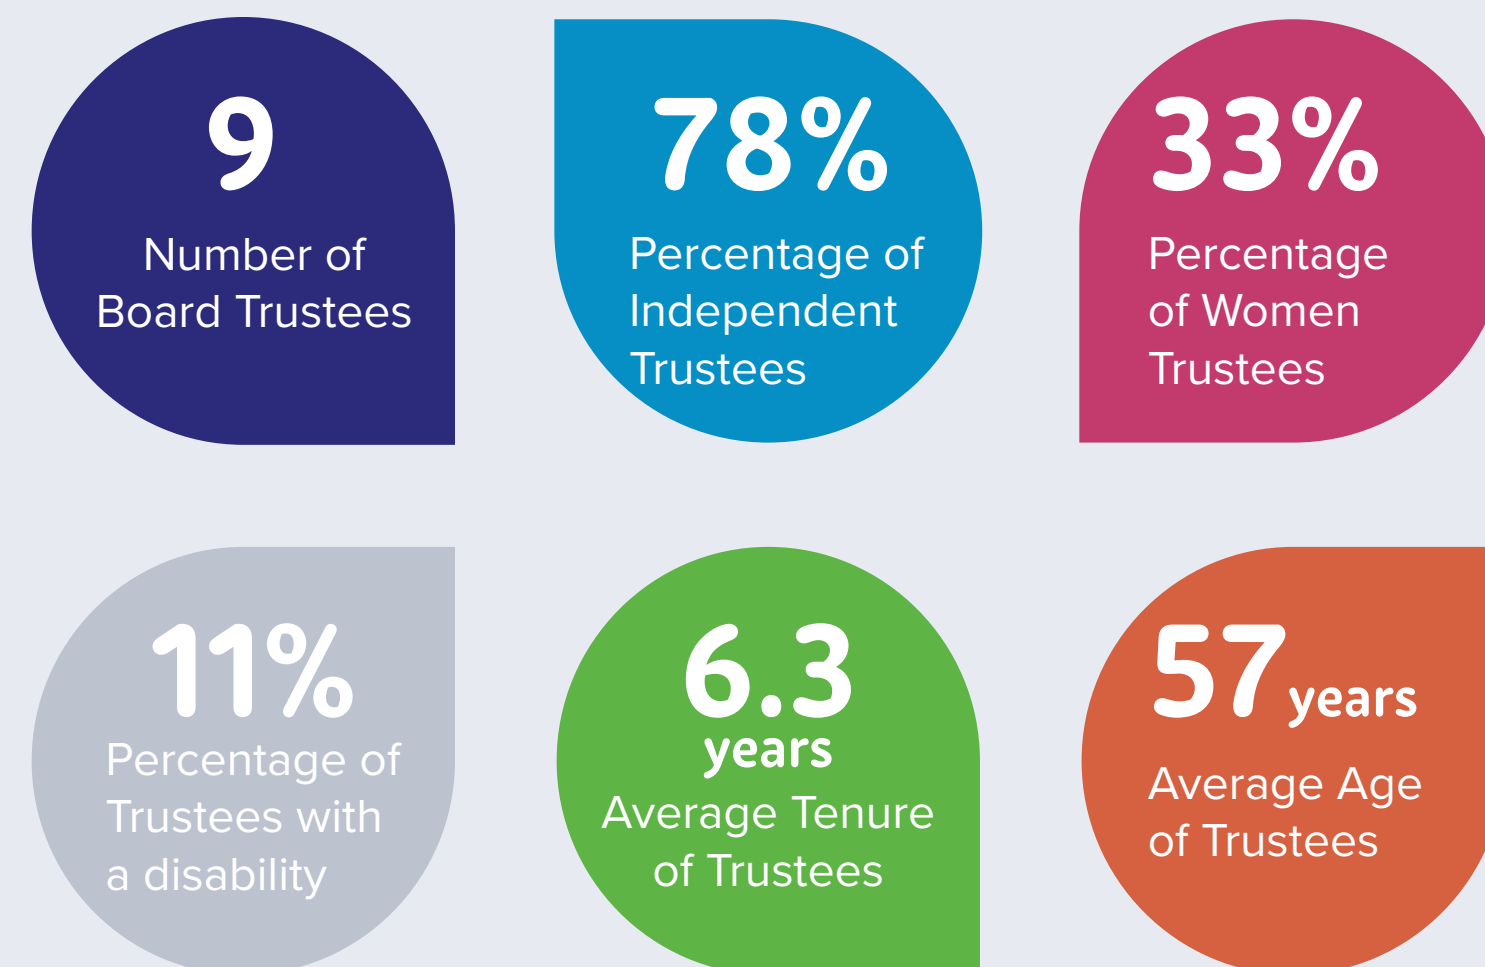 9
Number of
Board Trustees
78%
Percentage of
Independent
Trustees
33%
Percentage
of Women
Trustees
11%
Percentage of
Trustees with
a disability
6.3
years
Average Tenure
of Trustees
57 years
Average Age
of Trustees